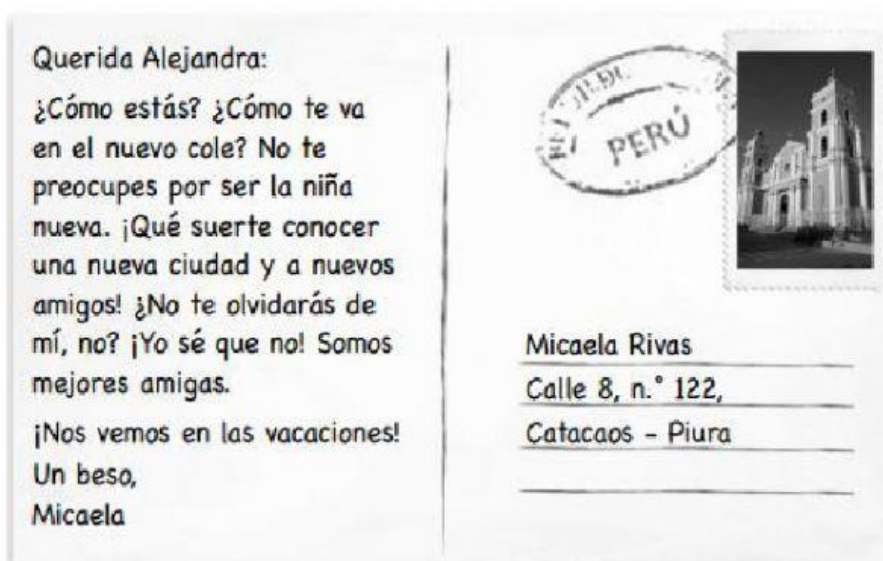 Querida Alejandra:
¿Cómo estás? ¿Cómo te va
en el nuevo cole? No te
preocupes por ser la niña
nueva. ¡Qué suerte conocer
una nueva ciudad y a nuevos
amigos! ¿No te olvidarás de
mí, no? ¡Yo sé que no! Somos
mejores amigas.
¡Nos vemos en las vacaciones!
Un beso,
Micaela
PERÚ
Micaela Rivas
Calle 8, n.° 122,
Catacaos - Piura